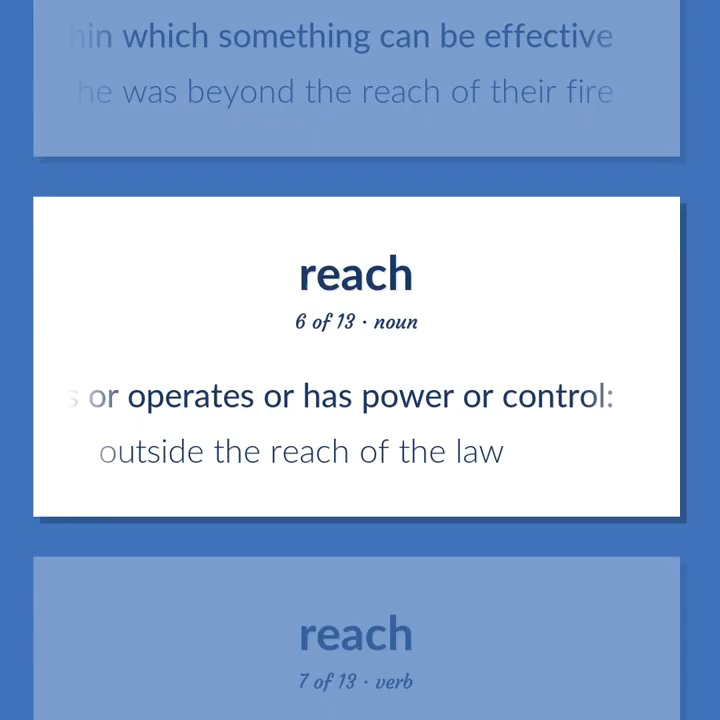 which something can be effective
he was beyond the reach of their fire
reach
6 of 13 · noun
or operates or has power or control:
outside the reach of the law
reach
7 of 13 · verb